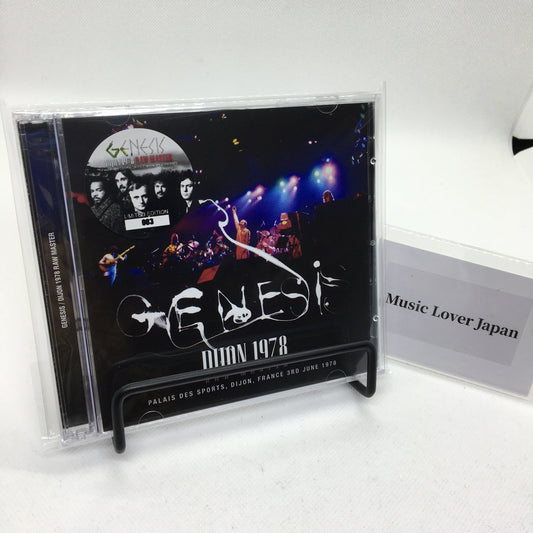 GENESIS / DIJON 1978 RAW MASTER
GENESIS
RAW MASTER
LIMITED EDITION
063
GENESIS
DIJON 1978
PALAIS DES SPORTS, DIJON, FRANCE 3RD JUNE 1978
Music Lover Japan